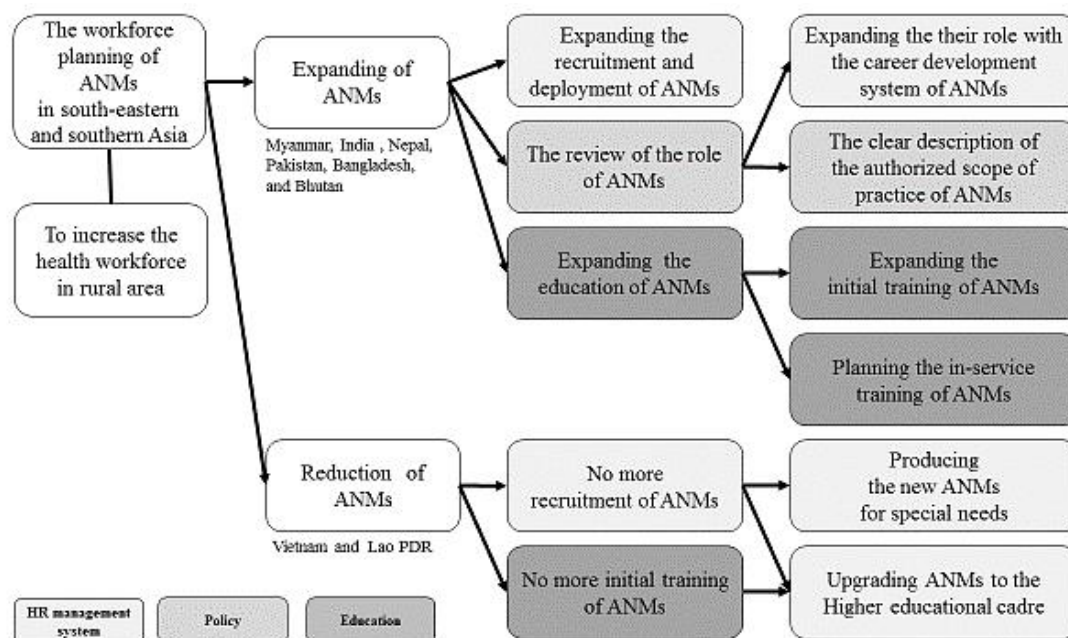 The workforce
planning of
ANMs
in south-eastern
and southern Asia
To increase the
health workforce
in rural area
Expanding of
ANMs
Myanmar, India , Nepal,
Pakistan, Bangladesh,
and Bhutan
Expanding the
recruitment and
deployment of ANMs
The review of the role
of ANMs
Expanding the
education of ANMs
Expanding the their role with
the career development
system of ANMs
The clear description of
the authorized scope of
practice of ANMs
Expanding the
initial training of ANMs
Planning the in-service
training of ANMs
Reduction of
ANMs
Vietnam and Lao PDR
No more
recruitment of ANMs
No more initial training
of ANMs
Producing
the new ANMs
for special needs
Upgrading ANMs to the
Higher educational cadre
HR management
system
Policy
Education